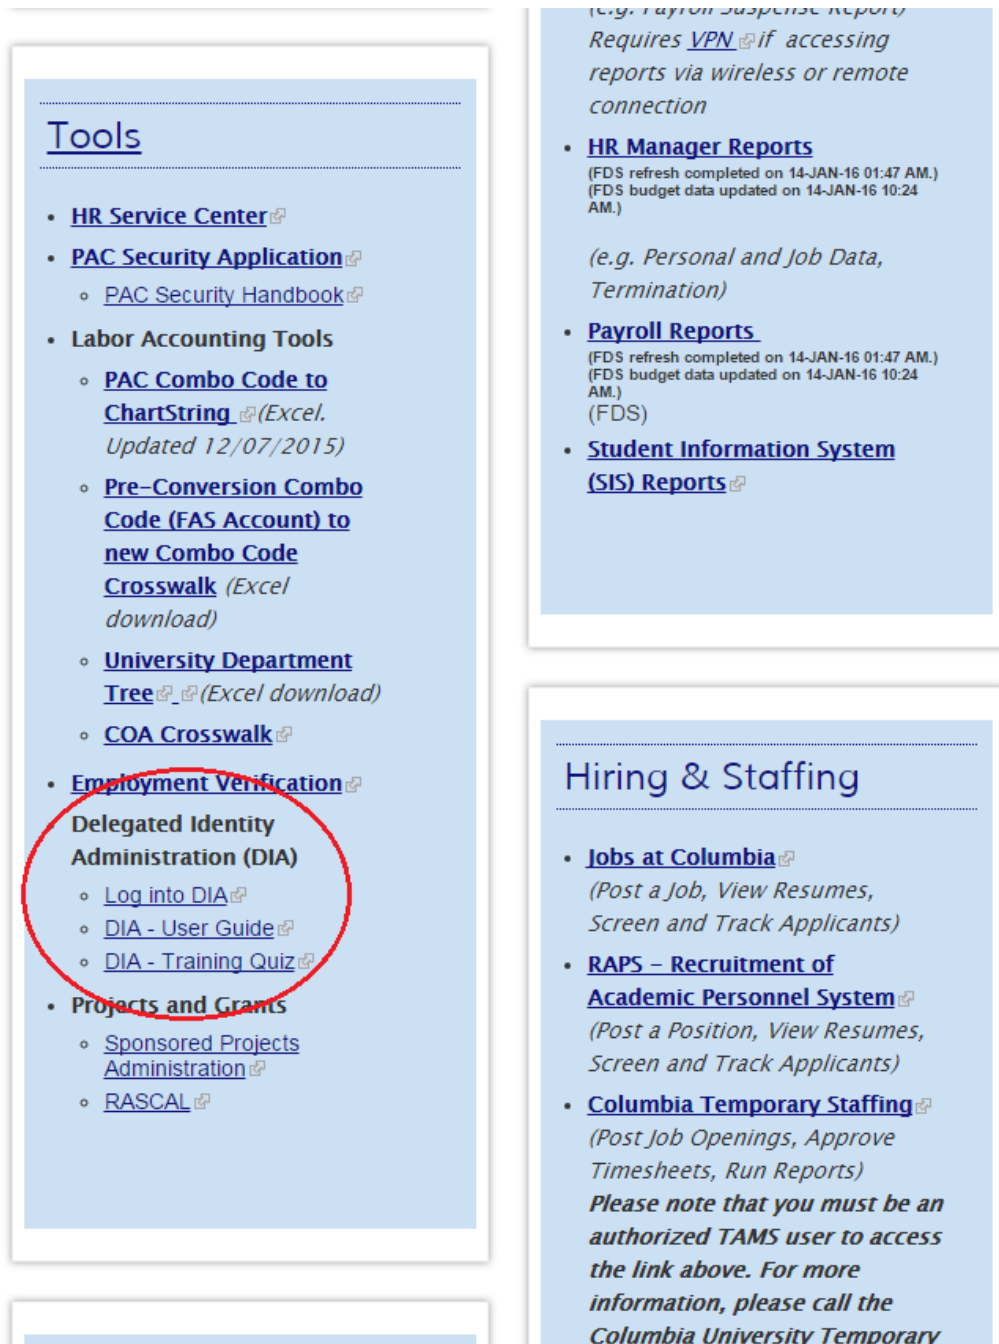 Tools
HR Service Center
PAC Security Application
PAC Security Handbook
Labor Accounting Tools
PAC Combo Code to
ChartString (Excel.
Updated 12/07/2015)
Pre-Conversion Combo
Code (FAS Account) to
new Combo Code
Crosswalk (Excel
download)
University Department
Tree (Excel download)
COA Crosswalk
Employment Verification
Delegated Identity
Administration (DIA)
Log into DIA
DIA - User Guide
DIA - Training Quiz
Projects and Grants
Sponsored Projects
Administration
RASCAL
(e.g. Payroll Suspense Report)
Requires VPN if accessing
reports via wireless or remote
connection
HR Manager Reports
(FDS refresh completed on 14-JAN-16 01:47 AM.)
(FDS budget data updated on 14-JAN-16 10:24
AM.)
(e.g. Personal and Job Data,
Termination)
Payroll Reports
(FDS refresh completed on 14-JAN-16 01:47 AM.)
(FDS budget data updated on 14-JAN-16 10:24
AM.)
(FDS)
Student Information System
(SIS) Reports
Hiring & Staffing
Jobs at Columbia
(Post a Job, View Resumes,
Screen and Track Applicants)
RAPS – Recruitment of
Academic Personnel System
(Post a Position, View Resumes,
Screen and Track Applicants)
Columbia Temporary Staffing
(Post Job Openings, Approve
Timesheets, Run Reports)
Please note that you must be an
authorized TAMS user to access
the link above. For more
information, please call the
Columbia University Temporary